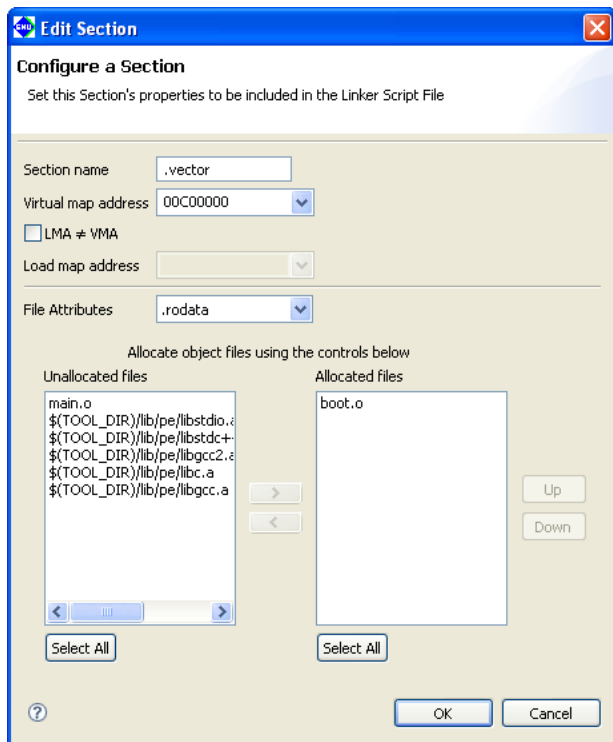 GNU Edit Section
Configure a Section
Set this Section's properties to be included in the Linker Script File
Section name .vector
Virtual map address 00C00000
LMA ≠ VMA
Load map address
File Attributes .rodata
Allocate object files using the controls below
Unallocated files Allocated files
main.o boot.o
$(TOOL_DIR)/lib/pe/libstdio.a
$(TOOL_DIR)/lib/pe/libstdc+
$(TOOL_DIR)/lib/pe/libgcc2.a
$(TOOL_DIR)/lib/pe/libc.a
$(TOOL_DIR)/lib/pe/libgcc.a
>
<
Up
Down
Select All Select All
? OK Cancel